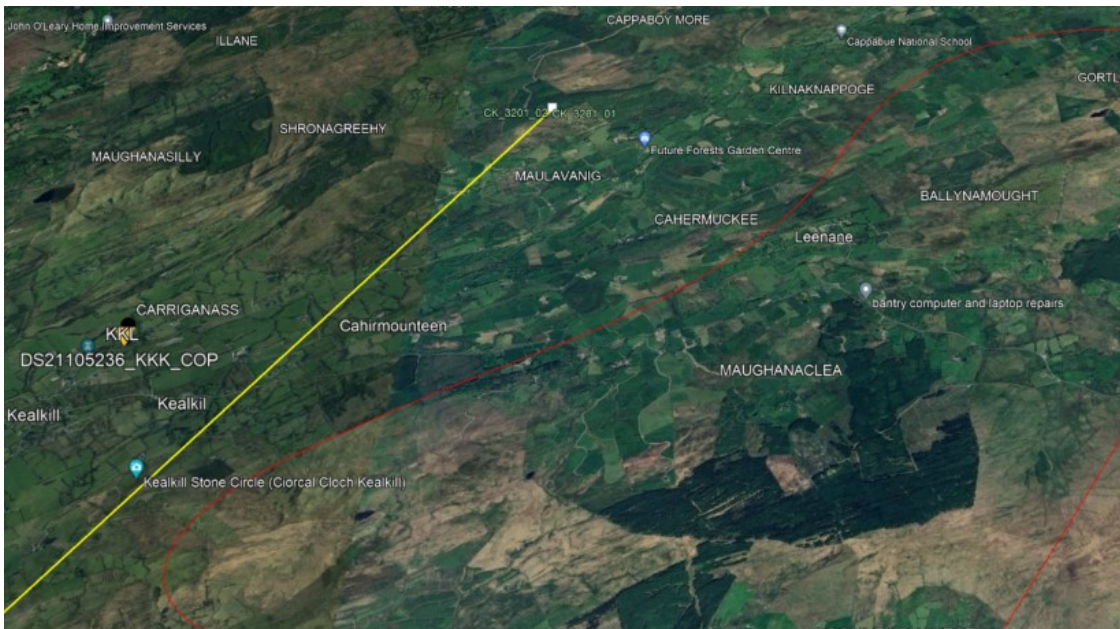 John O'Leary Home Improvement Services
ILLANE
CAPPABOY MORE
Cappabue National School
KILNAKNAPPOGE
GORTL
CK_3201_02
CK_3201_01
SHRONAGREEHY
MAUGHANASILLY
Future Forests Garden Centre
MAULAVANIG
BALLYNAMOUGHT
CAHERMUCKEE
Leenane
CARRIGANASS
bantry computer and laptop repairs
Cahirmounteen
KKL
DS21105236_KKK_COP
MAUGHANACLEA
Kealkil
Kealkill
Kealkill Stone Circle (Ciorcal Cloch Kealkill)